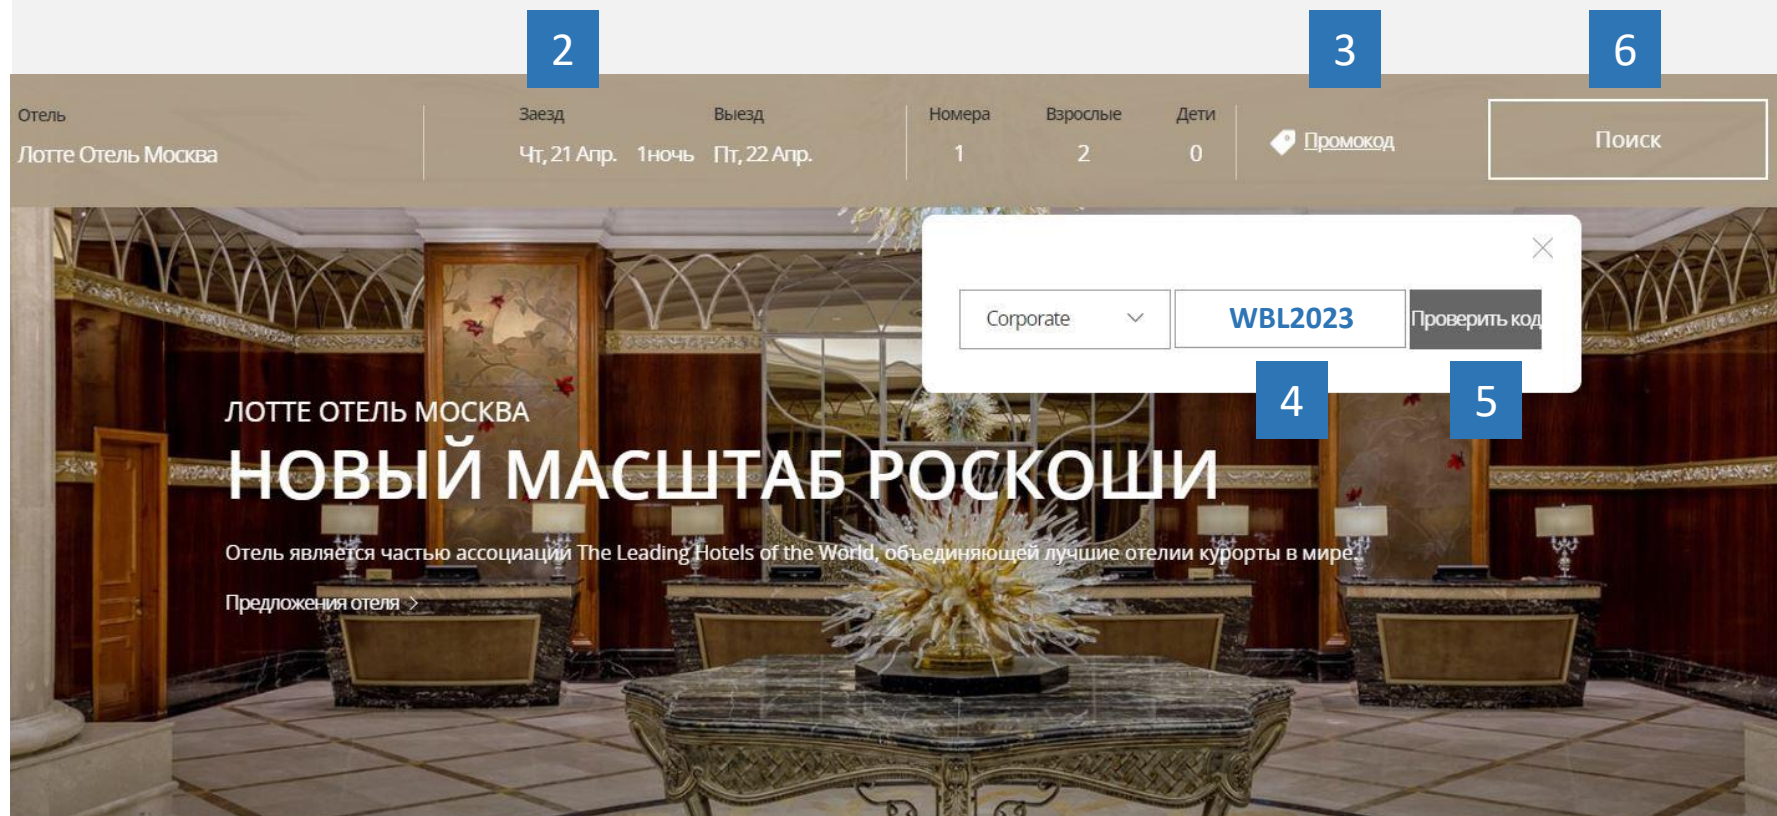 2
3
6
Отель
Заезд
Выезд
Номера
Взрослые
Дети
Лотте Отель Москва
Чт, 21 Апр.
1ночь
Пт, 22 Апр.
1
2
0
Промокод
Поиск
Corporate
WBL2023
Проверить код
4
5
ЛОТТЕ ОТЕЛЬ МОСКВА
НОВЫЙ МАСШТАБ РОСКОШИ
Отель является частью ассоциации The Leading Hotels of the World, объединяющей лучшие отелии курорты в мире.
Предложения отеля >